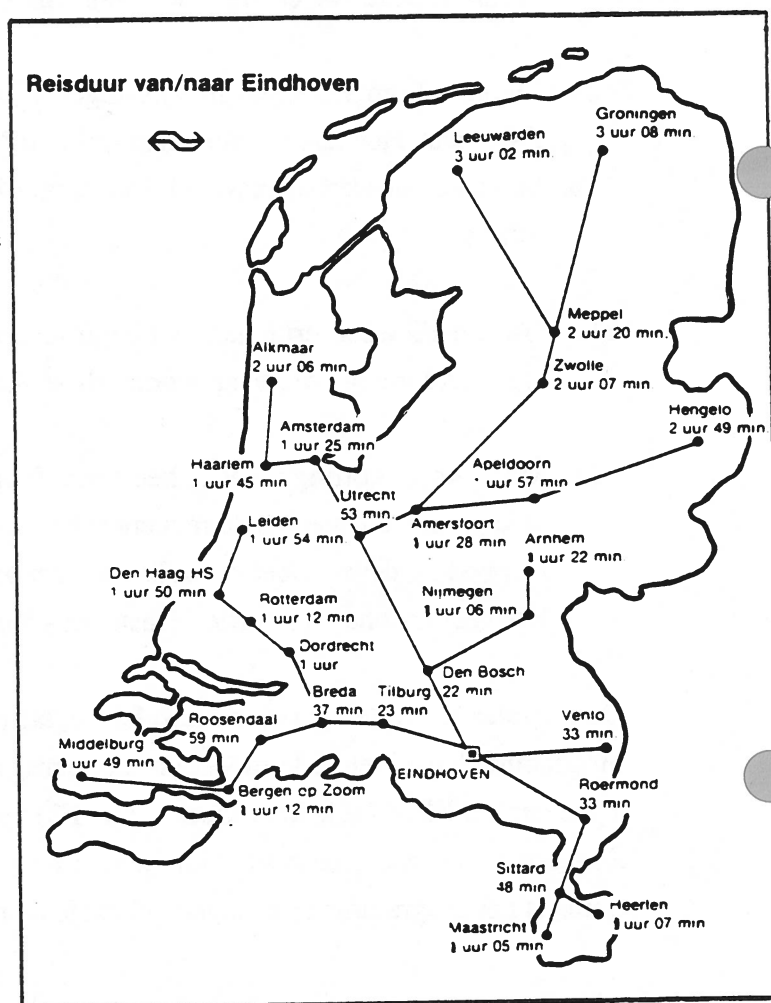 Reisduur van/naar Eindhoven
Groningen
3 uur 08 min.
Leeuwarden
3 uur 02 min.
Meppel
2 uur 20 min.
Zwolle
2 uur 07 min.
Alkmaar
2 uur 06 min.
Hengelo
2 uur 49 min.
Amsterdam
1 uur 25 min
Haarlem
1 uur 45 min
Apeldoorn
1 uur 57 min
Utrecht
53 min.
Amersfoort
1 uur 28 min
Leiden
1 uur 54 min.
Arnhem
1 uur 22 min.
Den Haag HS
1 uur 50 min
Nijmegen
1 uur 06 min
Rotterdam
1 uur 12 min
Dordrecht
1 uur
Den Bosch
22 min
Breda
37 min
Tilburg
23 min
Roosendaal
59 min
Venlo
33 min.
Middelburg
1 uur 49 min
EINDHOVEN
Bergen op Zoom
1 uur 12 min
Roermond
33 min
Sittard
48 min
Heerlen
1 uur 07 min
Maastricht
1 uur 05 min